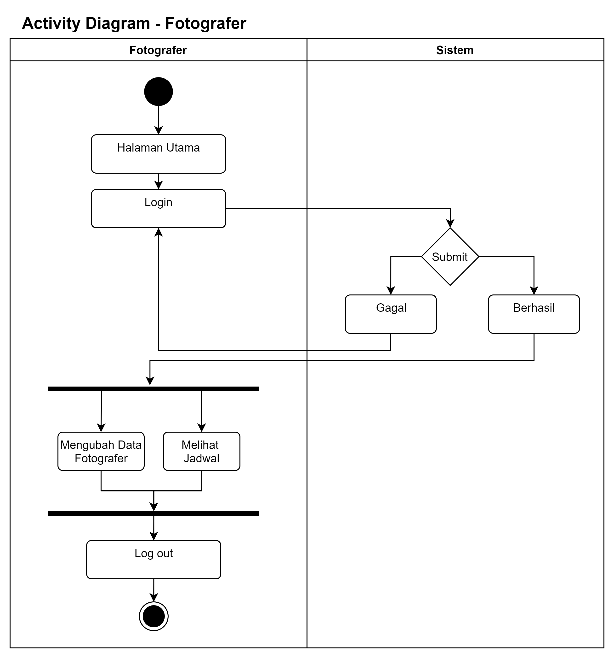 Activity Diagram - Fotografer
Fotografer
Sistem
Halaman Utama
Login
Submit
Gagal
Berhasil
Mengubah Data
Fotografer
Melihat
Jadwal
Log out